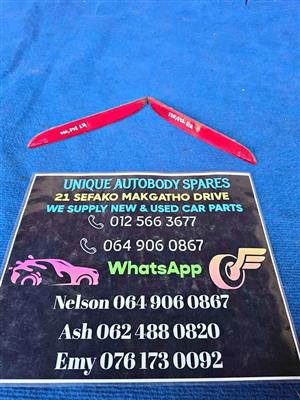 UNIQUE AUTOBODY SPARES
21 SEFAKO MAKGATHO DRIVE
WE SUPPLY NEW & USED CAR PARTS
012 566 3677
064 906 0867
WhatsApp
Nelson 064 906 0867
Ash 062 488 0820
Emy 076 173 0092